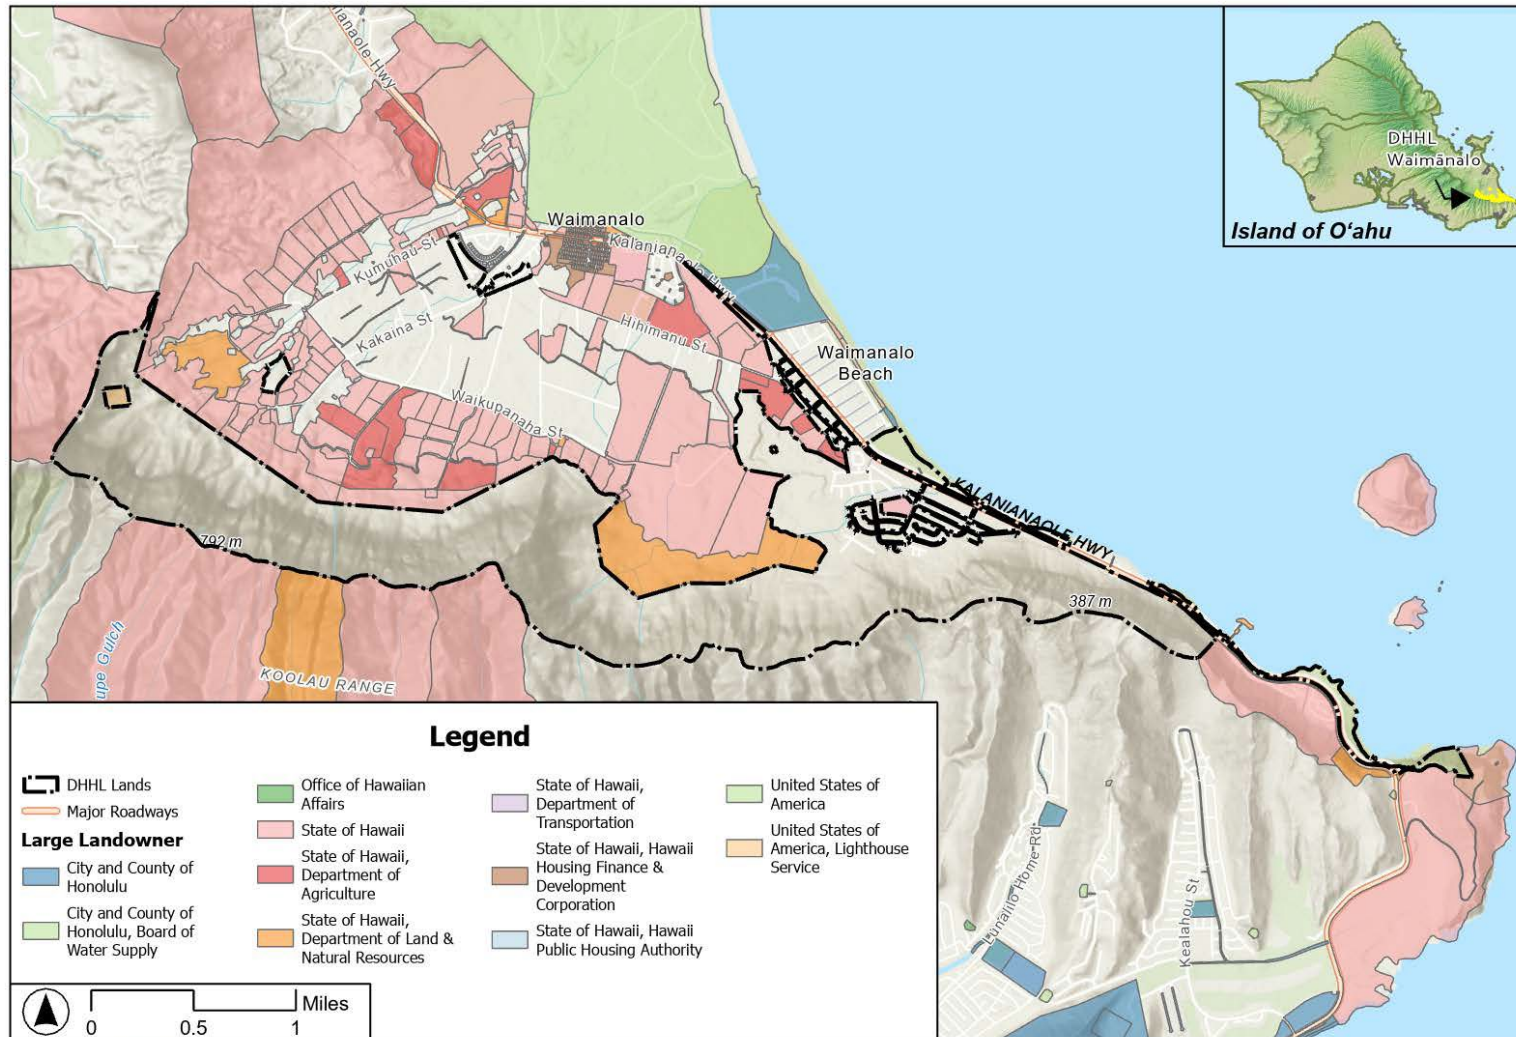 alanaole Hwy
Waimanalo
Kalanianaole Hwy
Kumuhau St
Kakaina St
Hihimanu St
Waikupanaha St
Waimanalo
Beach
KALANIANAOLE HWY
792 m
387 m
upe Gulch
KOOLAU RANGE
Lunalilo Home Rd
Kealahou St
DHHL
Waimānalo
Island of O‘ahu
Legend
DHHL Lands
Major Roadways
Large Landowner
City and County of
Honolulu
City and County of
Honolulu, Board of
Water Supply
Office of Hawaiian
Affairs
State of Hawaii
State of Hawaii,
Department of
Agriculture
State of Hawaii,
Department of Land &
Natural Resources
State of Hawaii,
Department of
Transportation
State of Hawaii, Hawaii
Housing Finance &
Development
Corporation
State of Hawaii, Hawaii
Public Housing Authority
United States of
America
United States of
America, Lighthouse
Service
0
0.5
1
Miles